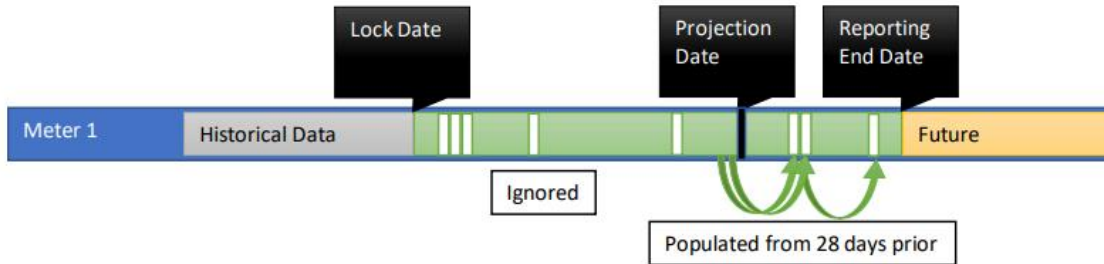 Lock Date
Projection
Date
Reporting
End Date
Meter 1
Historical Data
Future
Ignored
Populated from 28 days prior